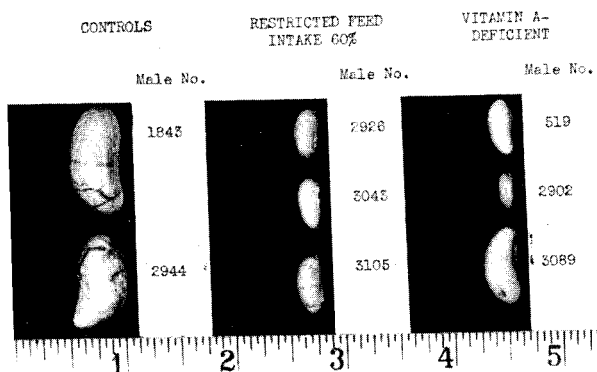 CONTROLS
RESTRICTED FEED
INTAKE 60%
VITAMIN A-
DEFICIENT
Male No.
Male No.
Male No.
1843
2926
519
3043
2902
2944
3105
3089
1 2 3 4 5